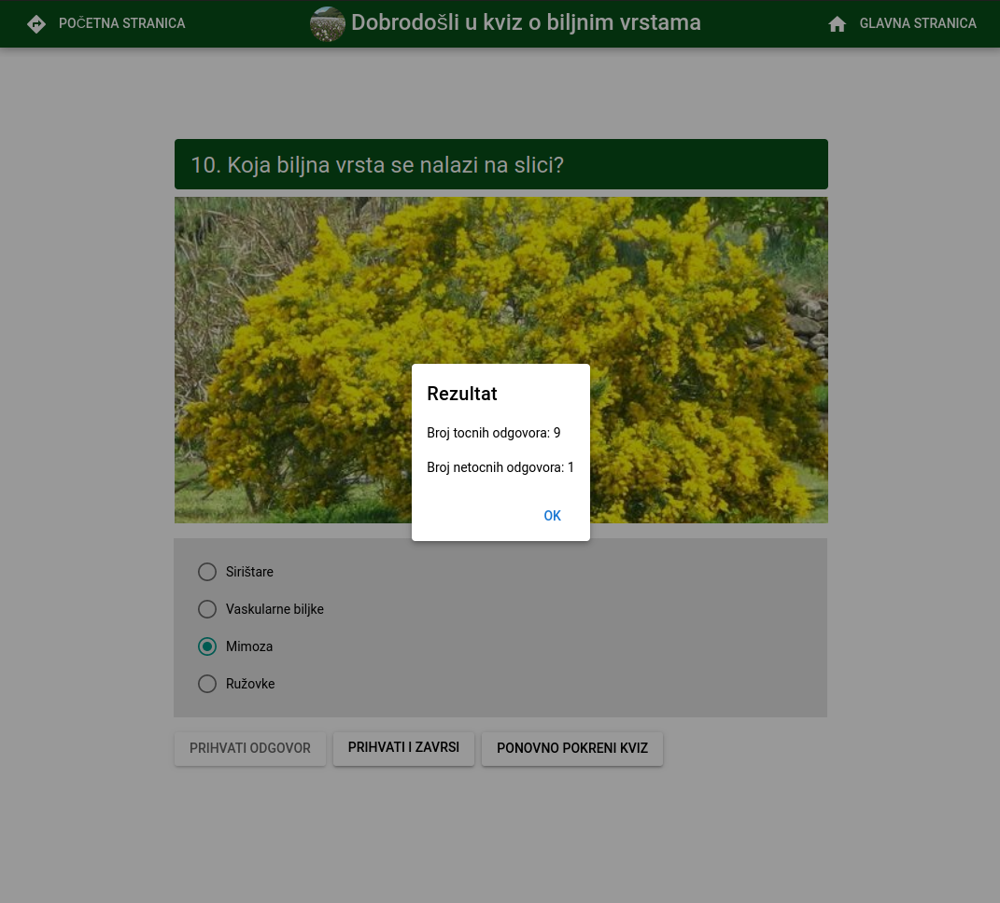 POČETNA STRANICA
Dobrodošli u kviz o biljnim vrstama
GLAVNA STRANICA
10. Koja biljna vrsta se nalazi na slici?
Rezultat
Broj tocnih odgovora: 9
Broj netocnih odgovora: 1
OK
Sirištare
Vaskularne biljke
Mimoza
Ružovke
PRIHVATI ODGOVOR
PRIHVATI I ZAVRSI
PONOVNO POKRENI KVIZ